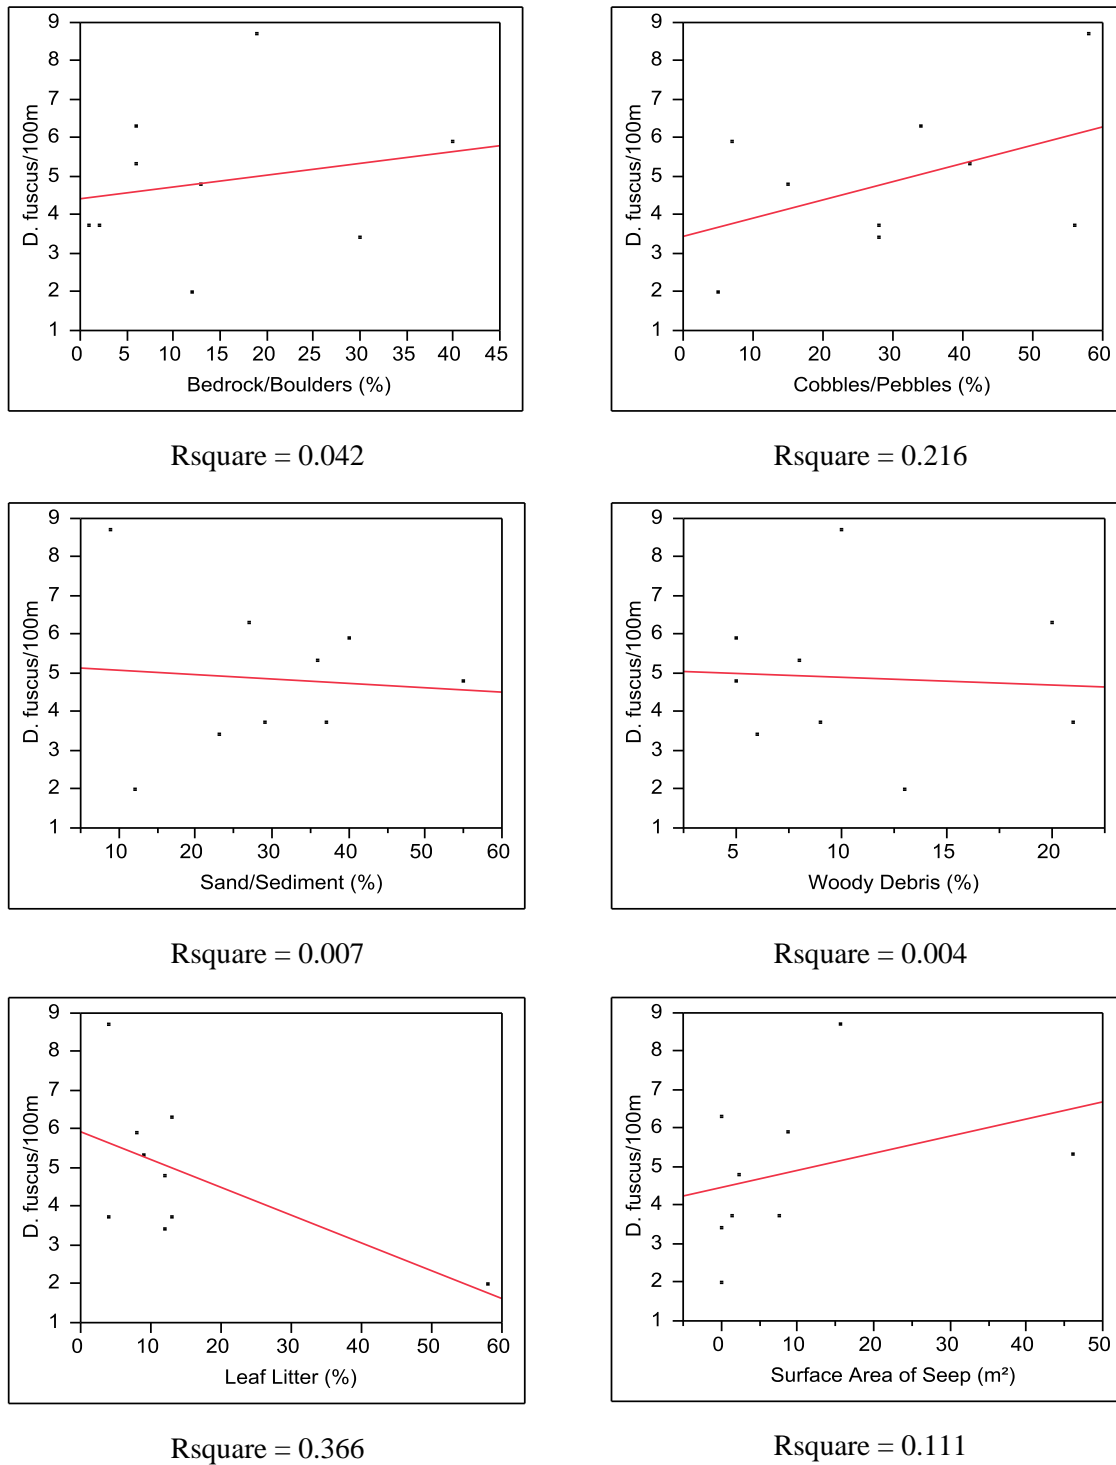 9
8
7
6
5
4
3
2
1
D. fuscus/100m
0 5 10 15 20 25 30 35 40 45
Bedrock/Boulders (%)
Rsquare = 0.042
9
8
7
6
5
4
3
2
1
D. fuscus/100m
0 10 20 30 40 50 60
Cobbles/Pebbles (%)
Rsquare = 0.216
9
8
7
6
5
4
3
2
1
D. fuscus/100m
10 20 30 40 50 60
Sand/Sediment (%)
Rsquare = 0.007
9
8
7
6
5
4
3
2
1
D. fuscus/100m
5 10 15 20
Woody Debris (%)
Rsquare = 0.004
9
8
7
6
5
4
3
2
1
D. fuscus/100m
0 10 20 30 40 50 60
Leaf Litter (%)
Rsquare = 0.366
9
8
7
6
5
4
3
2
1
D. fuscus/100m
0 10 20 30 40 50
Surface Area of Seep (m²)
Rsquare = 0.111